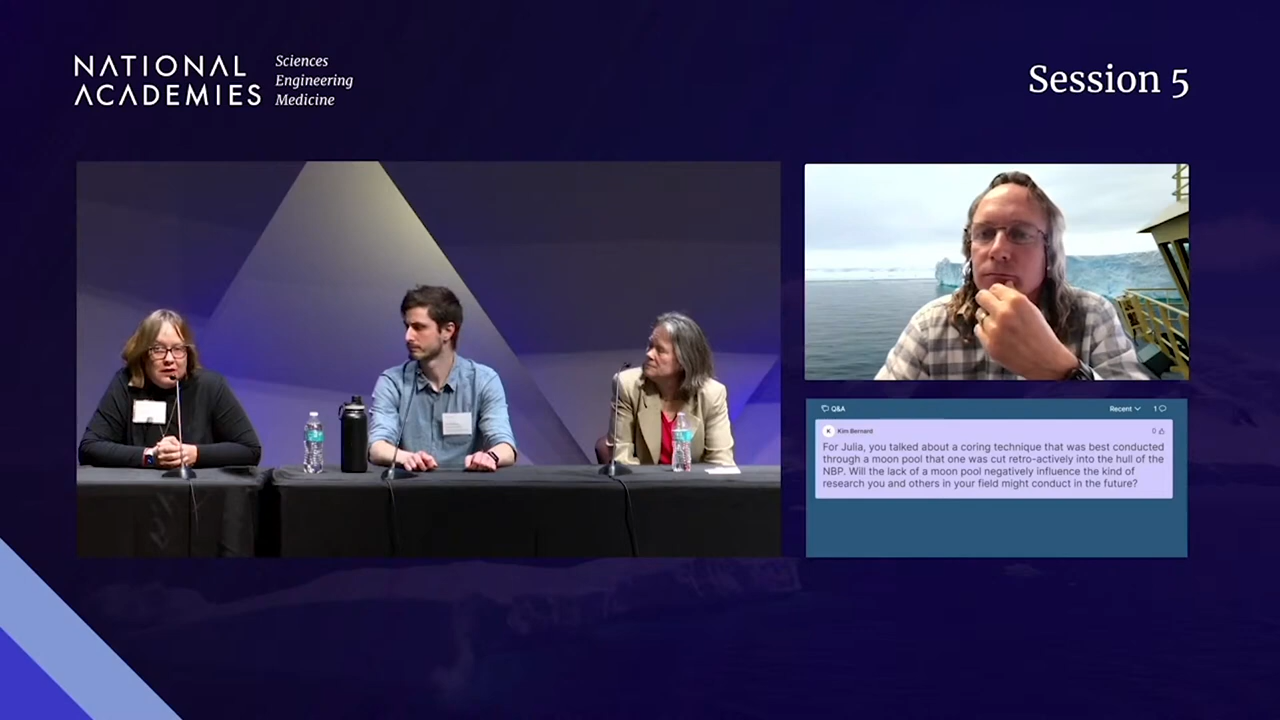 NATIONAL
ACADEMIES
Sciences
Engineering
Medicine
Session 5
Q&A
Recent
1
K
Kim Bernard
0
For Julia, you talked about a coring technique that was best conducted
through a moon pool that one was cut retro-actively into the hull of the
NBP. Will the lack of a moon pool negatively influence the kind of
research you and others in your field might conduct in the future?